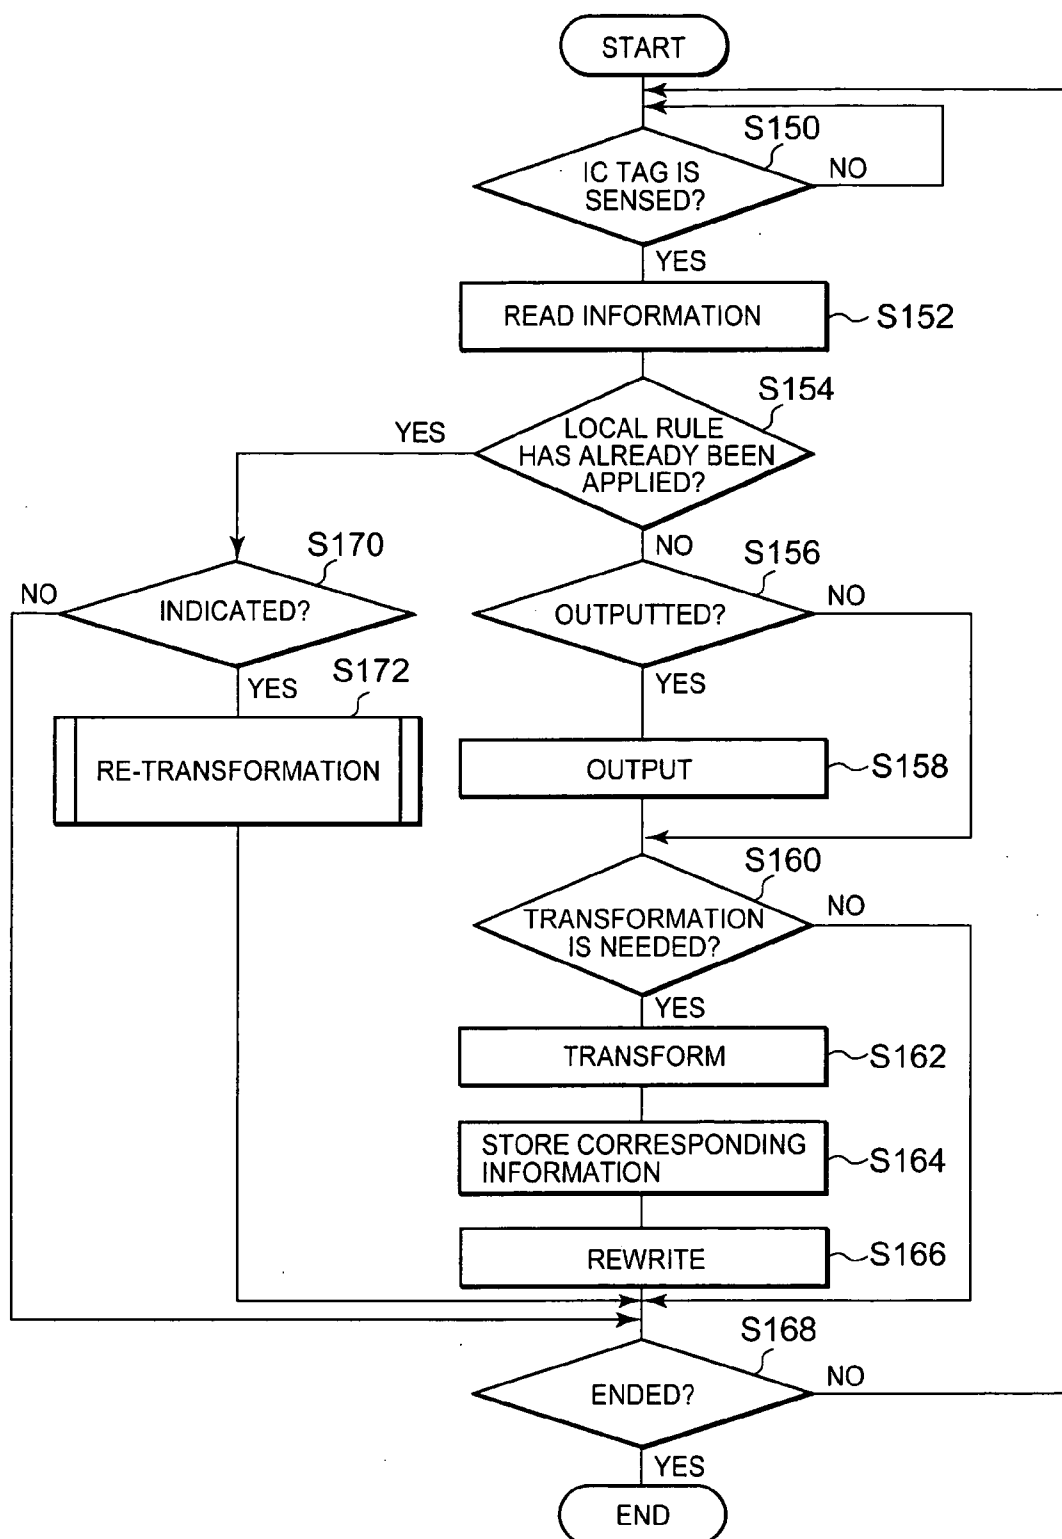 START
S150
IC TAG IS
SENSED?
NO
YES
READ INFORMATION
S152
S154
YES
LOCAL RULE
HAS ALREADY BEEN
APPLIED?
NO
S170
S156
NO
INDICATED?
OUTPUTTED?
NO
YES
S172
YES
RE-TRANSFORMATION
OUTPUT
S158
S160
TRANSFORMATION
IS NEEDED?
NO
YES
TRANSFORM
S162
STORE CORRESPONDING
INFORMATION
S164
REWRITE
S166
S168
ENDED?
NO
YES
END